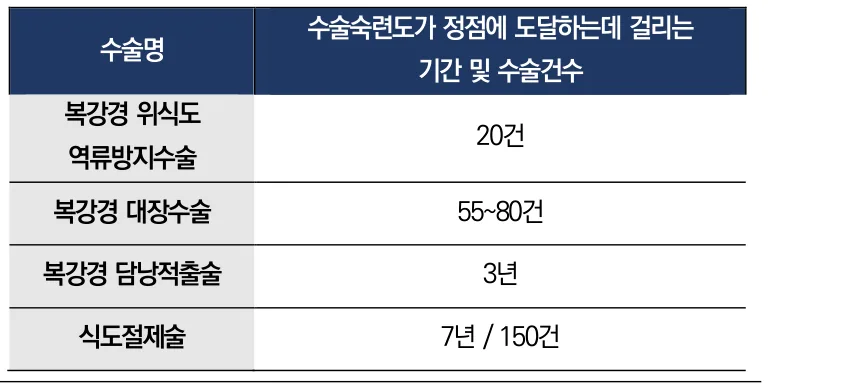 수술명
수술숙련도가 정점에 도달하는데 걸리는
기간 및 수술건수
복강경 위식도
역류방지수술
20건
복강경 대장수술
55~80건
복강경 담낭적출술
3년
식도절제술
7년 / 150건